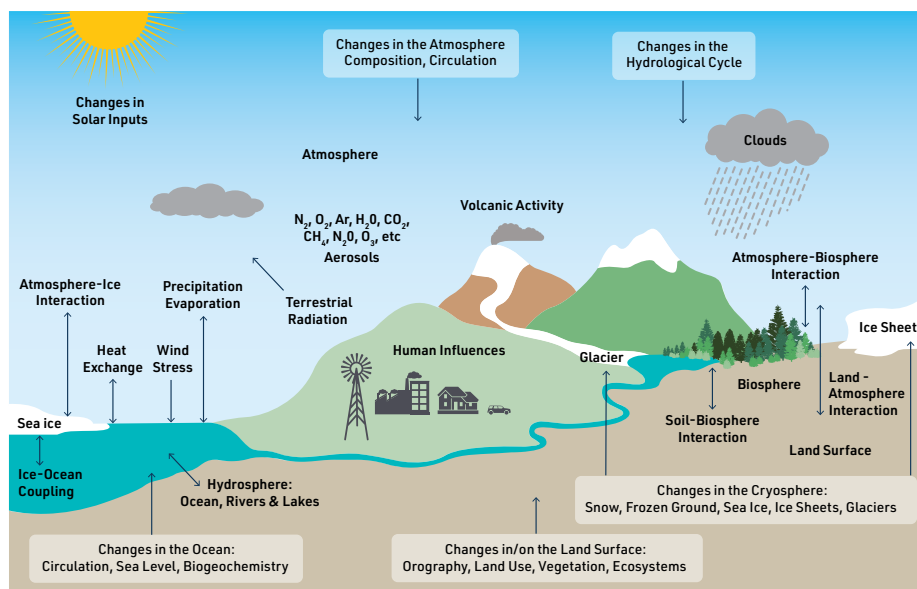 Changes in the Atmosphere
Composition, Circulation
Changes in the
Hydrological Cycle
Changes in
Solar Inputs
Clouds
Atmosphere
Volcanic Activity
N₂, O₂, Ar, H₂0, CO₂,
CH₄, N₂0, O₃, etc
Aerosols
Atmosphere-Biosphere
Interaction
Atmosphere-Ice
Interaction
Precipitation
Evaporation
Terrestrial
Radiation
Ice Sheet
Heat
Exchange
Wind
Stress
Human Influences
Glacier
Biosphere
Land -
Atmosphere
Interaction
Sea ice
Soil-Biosphere
Interaction
Land Surface
Ice-Ocean
Coupling
Hydrosphere:
Ocean, Rivers & Lakes
Changes in the Cryosphere:
Snow, Frozen Ground, Sea Ice, Ice Sheets, Glaciers
Changes in the Ocean:
Circulation, Sea Level, Biogeochemistry
Changes in/on the Land Surface:
Orography, Land Use, Vegetation, Ecosystems